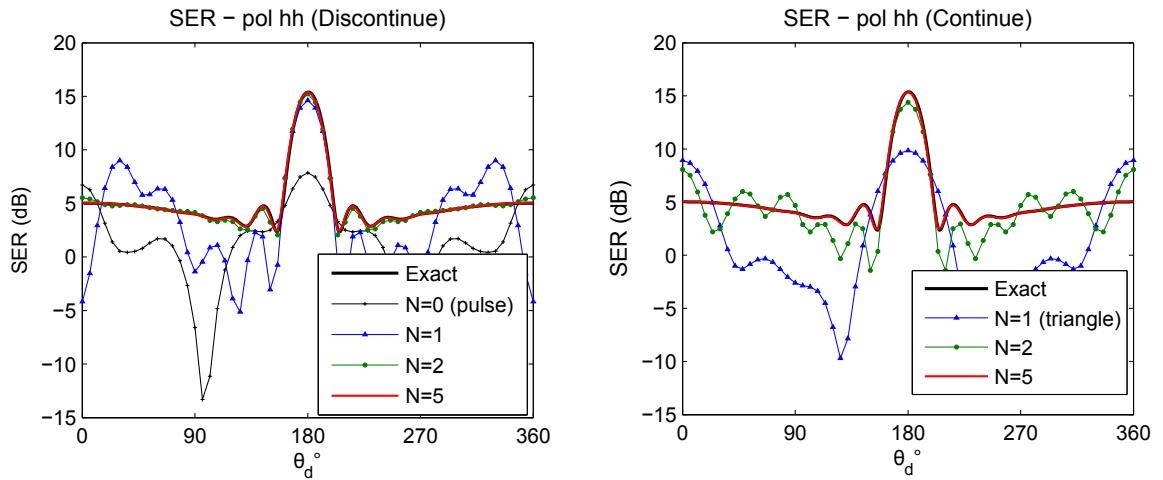 SER − pol hh (Discontinue)
20
15
10
5
0
−5
−10
−15
SER (dB)
0
90
180
270
360
θd°
Exact
N=0 (pulse)
N=1
N=2
N=5
SER − pol hh (Continue)
20
15
10
5
0
−5
−10
−15
SER (dB)
0
90
180
270
360
θd°
Exact
N=1 (triangle)
N=2
N=5